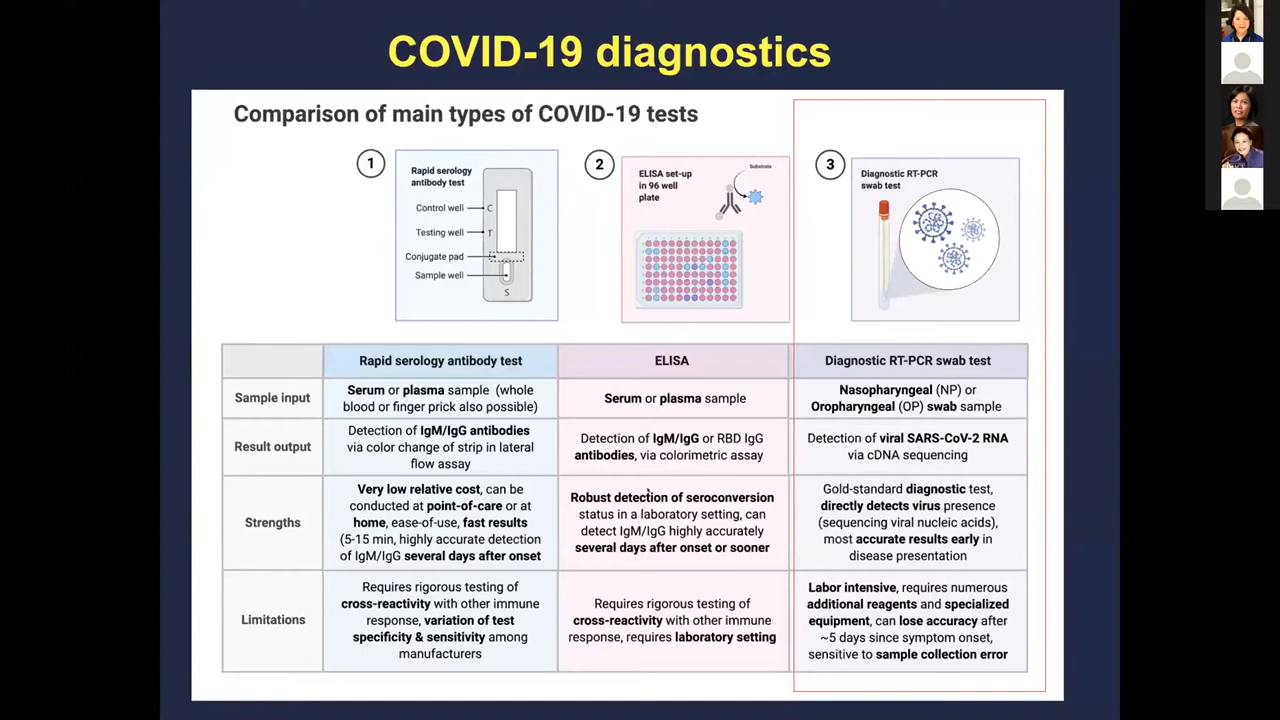 COVID-19 diagnostics
Comparison of main types of COVID-19 tests
1
Rapid serology
antibody test
Control well
C
Testing well
T
Conjugate pad
Sample well
S
2
ELISA set-up
in 96 well
plate
Substrate
3
Diagnostic RT-PCR
swab test
Rapid serology antibody test
ELISA
Diagnostic RT-PCR swab test
Sample input
Serum or plasma sample (whole
blood or finger prick also possible)
Serum or plasma sample
Nasopharyngeal (NP) or
Oropharyngeal (OP) swab sample
Result output
Detection of IgM/IgG antibodies
via color change of strip in lateral
flow assay
Detection of IgM/IgG or RBD IgG
antibodies, via colorimetric assay
Detection of viral SARS-CoV-2 RNA
via cDNA sequencing
Strengths
Very low relative cost, can be
conducted at point-of-care or at
home, ease-of-use, fast results
(5-15 min, highly accurate detection
of IgM/IgG several days after onset
Robust detection of seroconversion
status in a laboratory setting, can
detect IgM/IgG highly accurately
several days after onset or sooner
Gold-standard diagnostic test,
directly detects virus presence
(sequencing viral nucleic acids),
most accurate results early in
disease presentation
Limitations
Requires rigorous testing of
cross-reactivity with other immune
response, variation of test
specificity & sensitivity among
manufacturers
Requires rigorous testing of
cross-reactivity with other immune
response, requires laboratory setting
Labor intensive, requires numerous
additional reagents and specialized
equipment, can lose accuracy after
~5 days since symptom onset,
sensitive to sample collection error